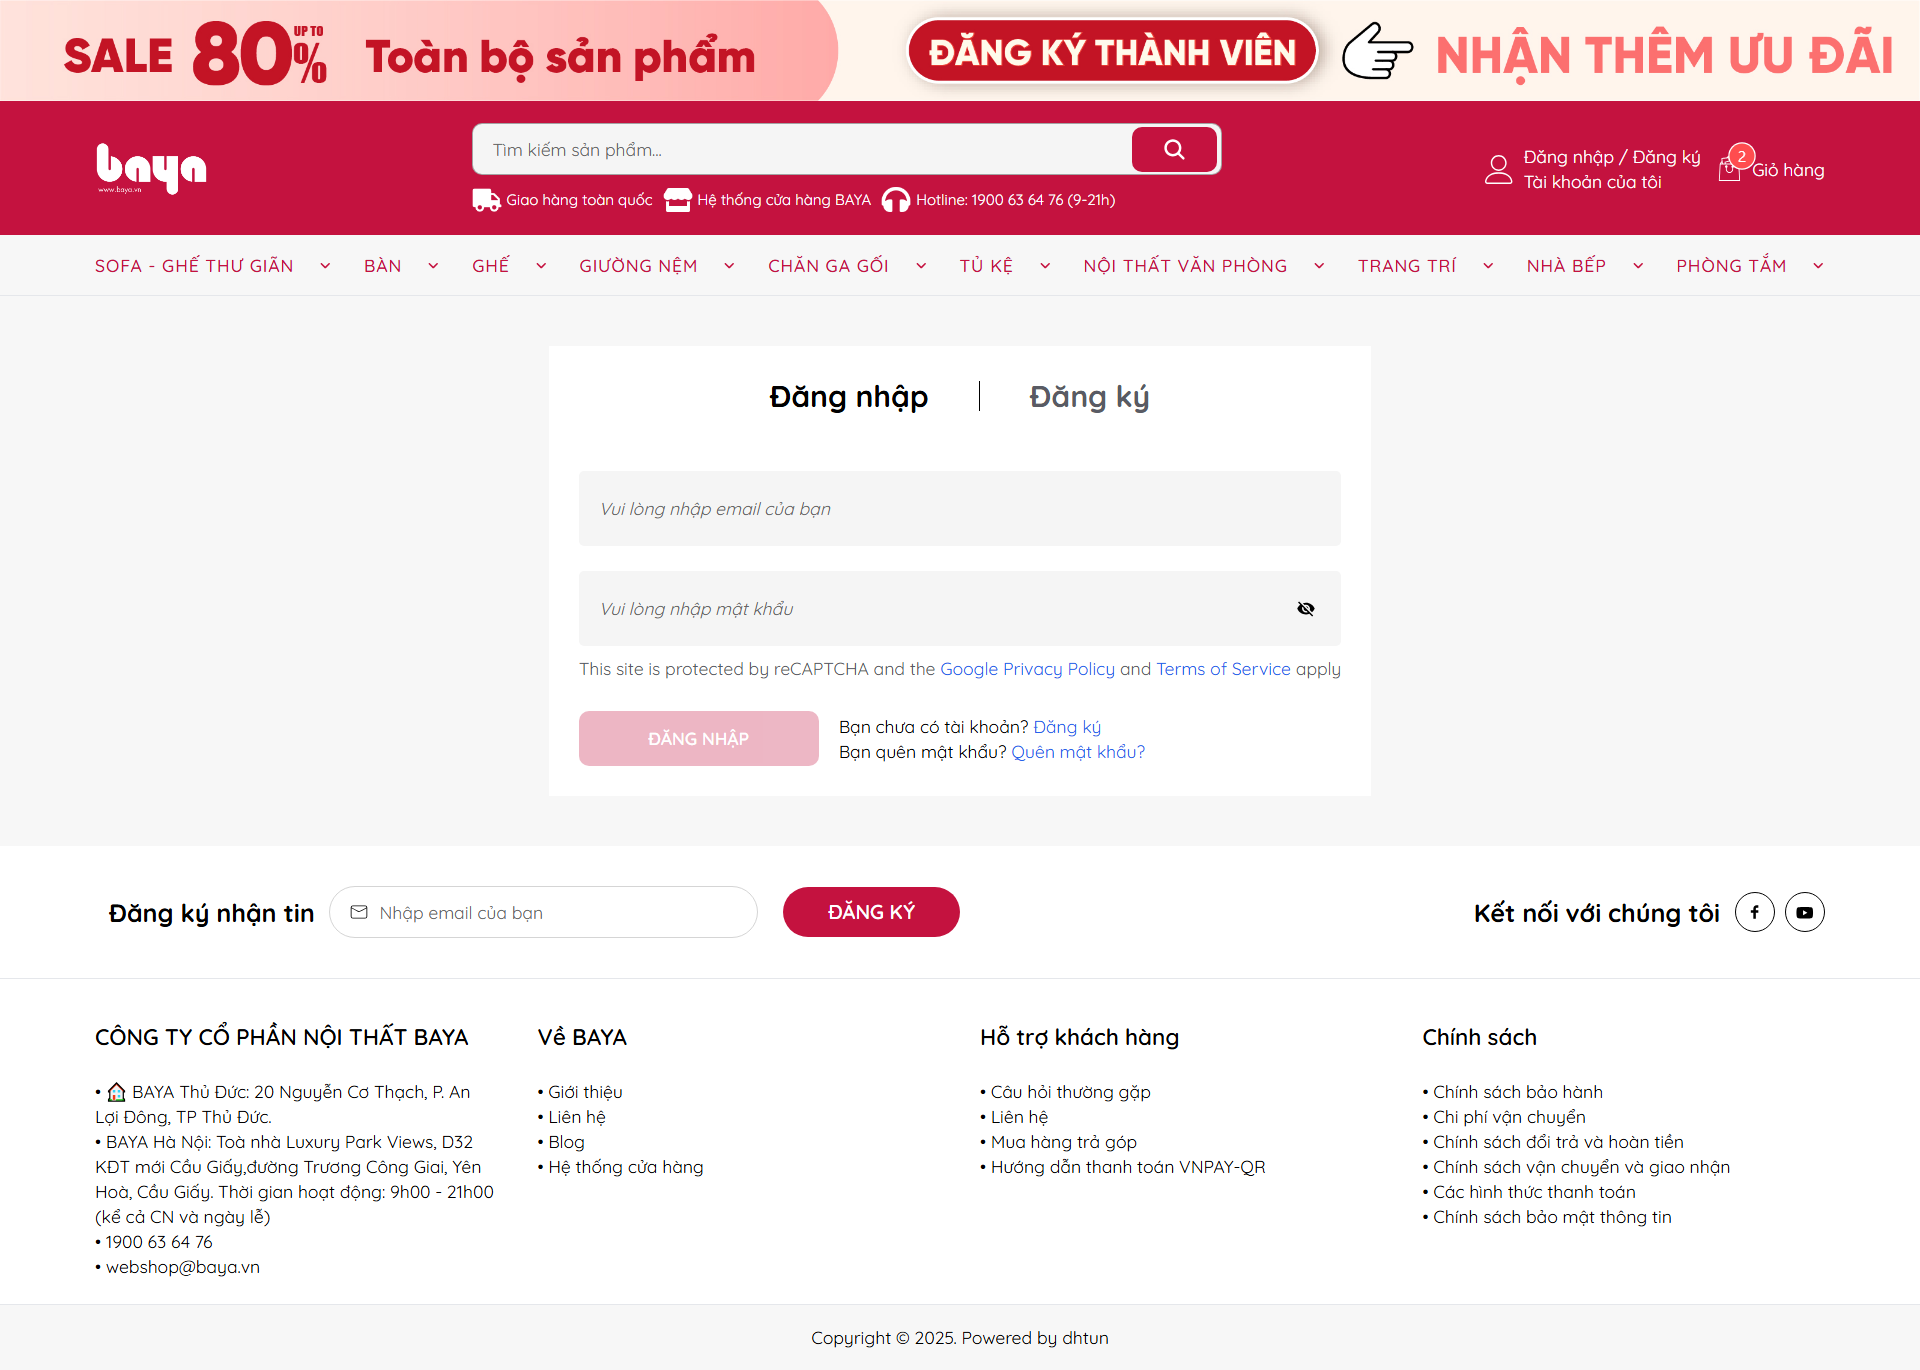 SALE 80% UP TO Toàn bộ sản phẩm ĐĂNG KÝ THÀNH VIÊN NHẬN THÊM ƯU ĐÃI
baya
www.baya.vn
Tìm kiếm sản phẩm...
Giao hàng toàn quốc Hệ thống cửa hàng BAYA Hotline: 1900 63 64 76 (9-21h)
Đăng nhập / Đăng ký
Tài khoản của tôi
2
Giỏ hàng
SOFA - GHẾ THƯ GIÃN BÀN GHẾ GIƯỜNG NỆM CHĂN GA GỐI TỦ KỆ NỘI THẤT VĂN PHÒNG TRANG TRÍ NHÀ BẾP PHÒNG TẮM
Đăng nhập Đăng ký
Vui lòng nhập email của bạn
Vui lòng nhập mật khẩu
This site is protected by reCAPTCHA and the Google Privacy Policy and Terms of Service apply
ĐĂNG NHẬP
Bạn chưa có tài khoản? Đăng ký
Bạn quên mật khẩu? Quên mật khẩu?
Đăng ký nhận tin Nhập email của bạn ĐĂNG KÝ Kết nối với chúng tôi
CÔNG TY CỔ PHẦN NỘI THẤT BAYA
• BAYA Thủ Đức: 20 Nguyễn Cơ Thạch, P. An
Lợi Đông, TP Thủ Đức.
• BAYA Hà Nội: Toà nhà Luxury Park Views, D32
KĐT mới Cầu Giấy,đường Trương Công Giai, Yên
Hoà, Cầu Giấy. Thời gian hoạt động: 9h00 - 21h00
(kể cả CN và ngày lễ)
• 1900 63 64 76
• webshop@baya.vn
Về BAYA
• Giới thiệu
• Liên hệ
• Blog
• Hệ thống cửa hàng
Hỗ trợ khách hàng
• Câu hỏi thường gặp
• Liên hệ
• Mua hàng trả góp
• Hướng dẫn thanh toán VNPAY-QR
Chính sách
• Chính sách bảo hành
• Chi phí vận chuyển
• Chính sách đổi trả và hoàn tiền
• Chính sách vận chuyển và giao nhận
• Các hình thức thanh toán
• Chính sách bảo mật thông tin
Copyright © 2025. Powered by dhtun